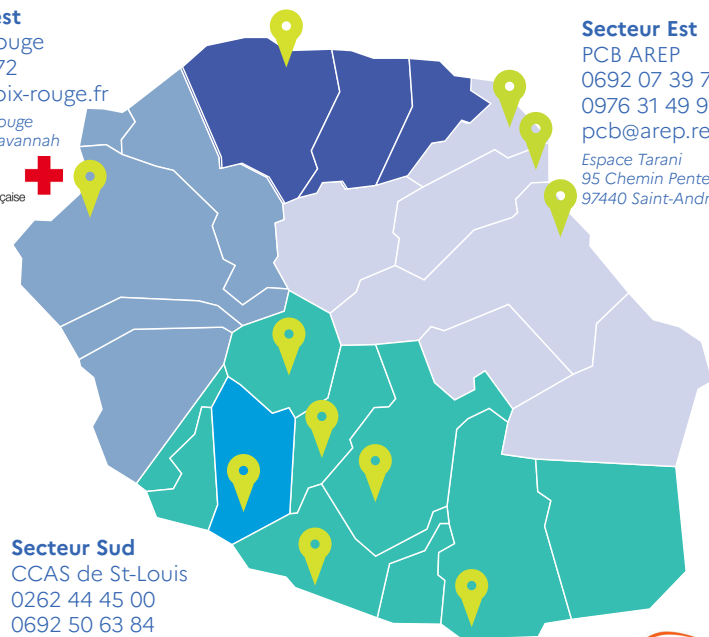 est
ouge
72
oix-rouge.fr
ouge
avannah
çaise
Secteur Est
PCB AREP
0692 07 39 7
0976 31 49 9
pcb@arep.re
Espace Tarani
95 Chemin Pente
97440 Saint-André
Secteur Sud
CCAS de St-Louis
0262 44 45 00
0692 50 63 84